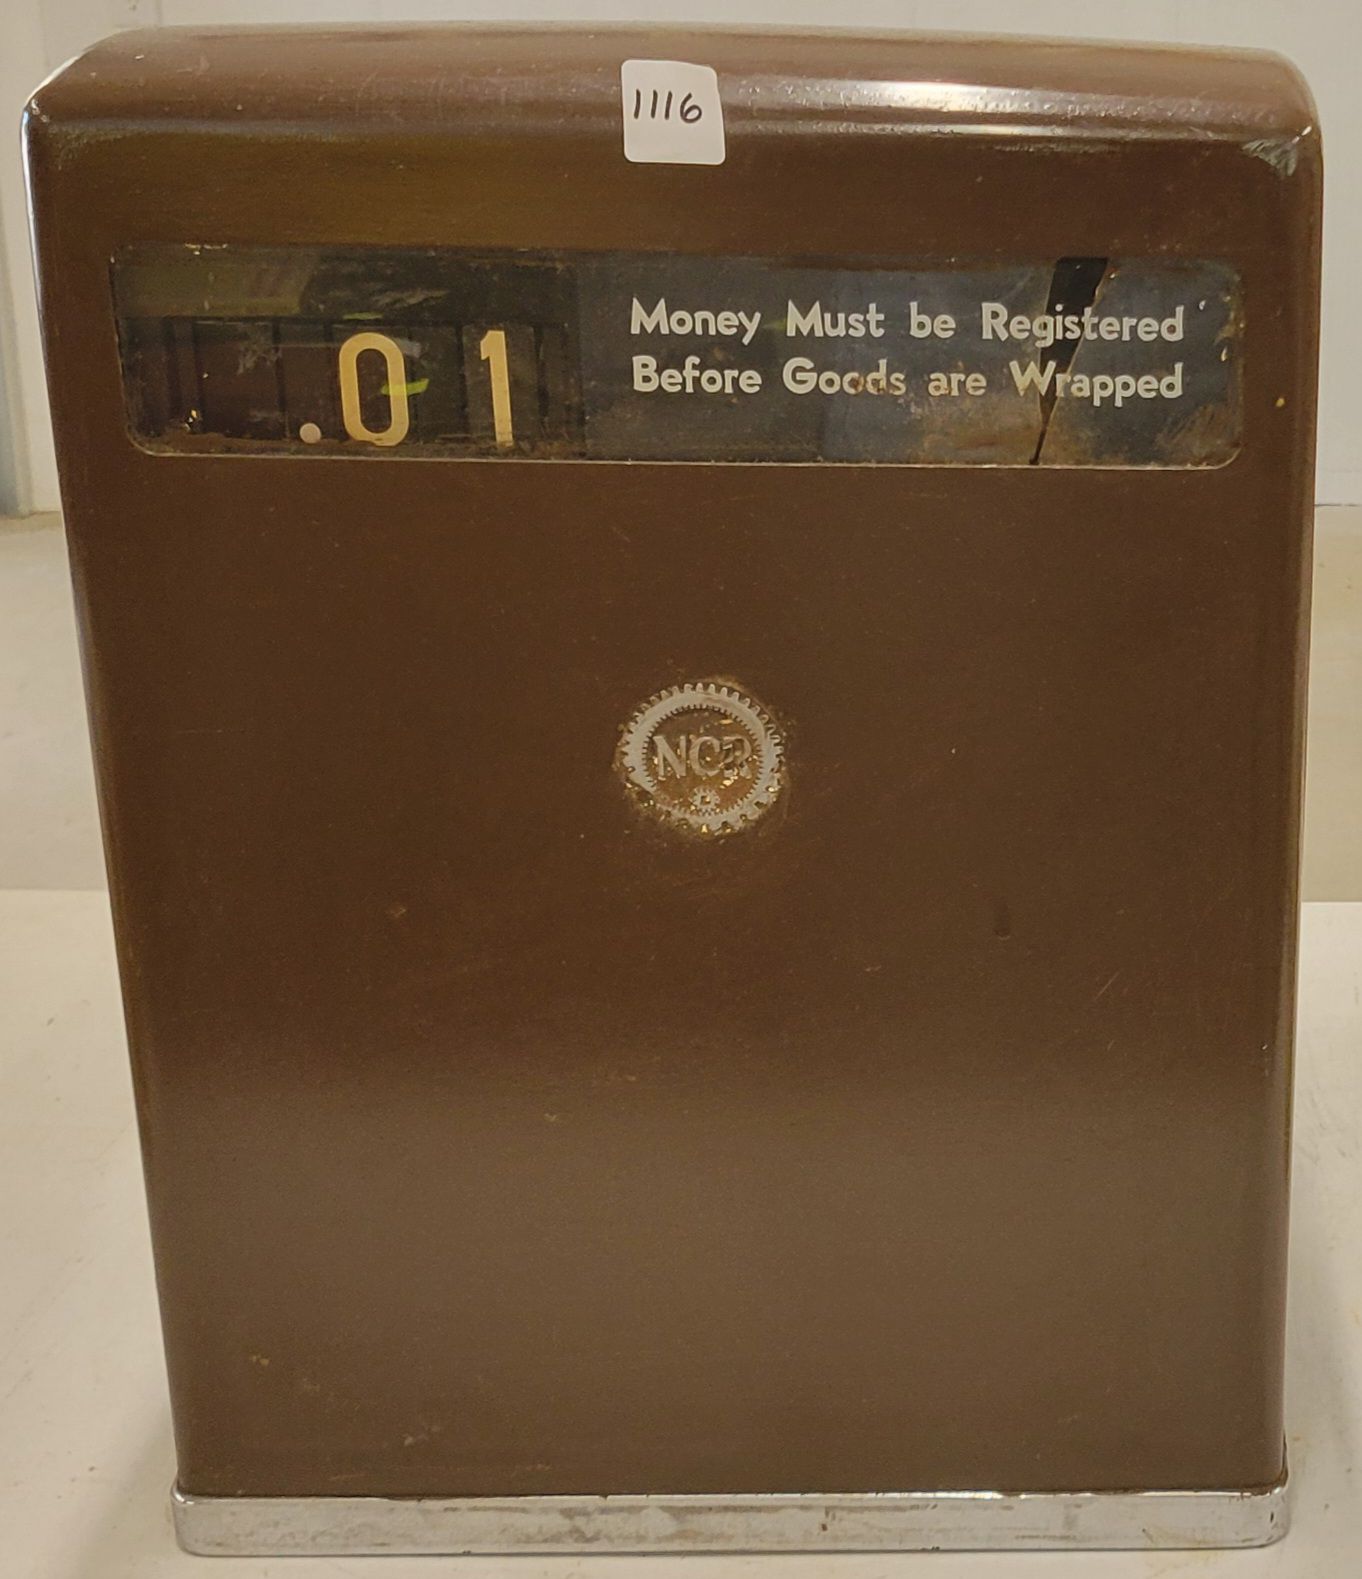 1116
.01
Money Must be Registered
Before Goods are Wrapped
NCR